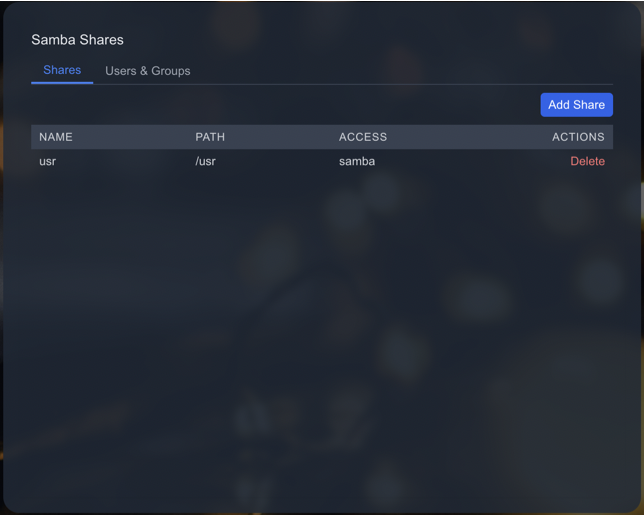 Samba Shares
Shares Users & Groups
Add Share
NAME PATH ACCESS ACTIONS
usr /usr samba Delete